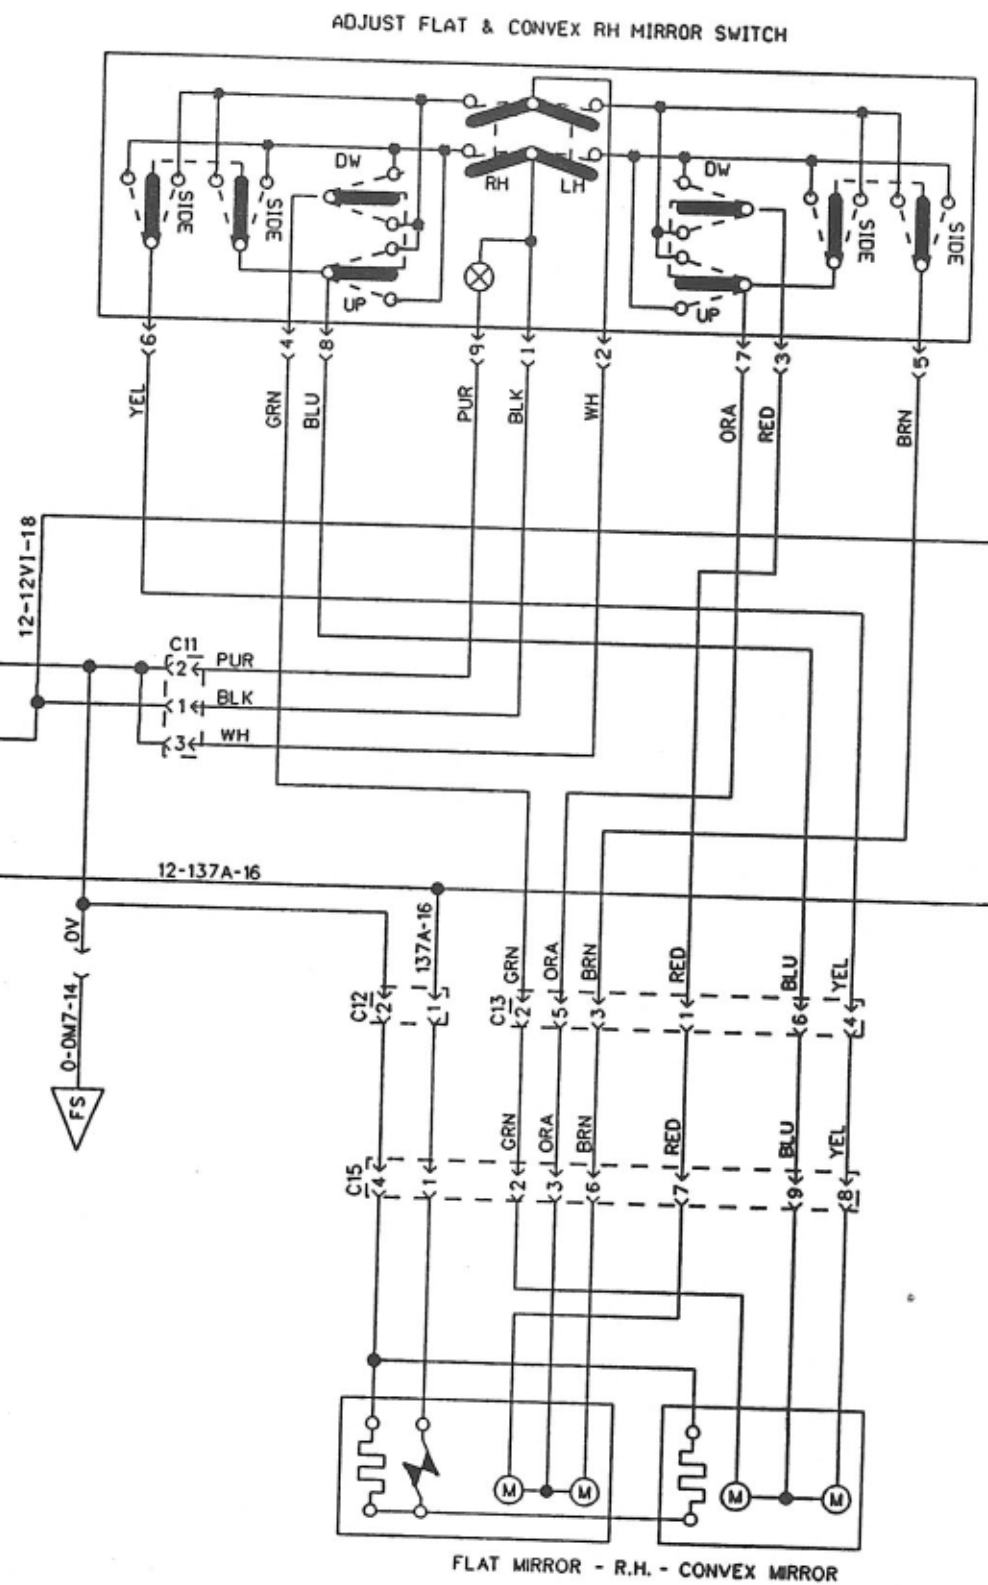 ADJUST FLAT & CONVEX RH MIRROR SWITCH
DW
DW
RH
LH
SIDE
SIDE
SIDE
SIDE
UP
UP
6
4
8
9
1
2
7
3
5
YEL
GRN
BLU
PUR
BLK
WH
ORA
RED
BRN
12-12VI-18
C11
2 PUR
1 BLK
3 WH
12-137A-16
0V
137A-16
GRN
ORA
BRN
RED
BLU
YEL
C12
2
1
C13
2
5
3
1
6
4
0-DM7-14
FS
GRN
ORA
BRN
RED
BLU
YEL
C15
4
1
2
3
6
7
9
8
M
M
M
M
FLAT MIRROR - R.H. - CONVEX MIRROR